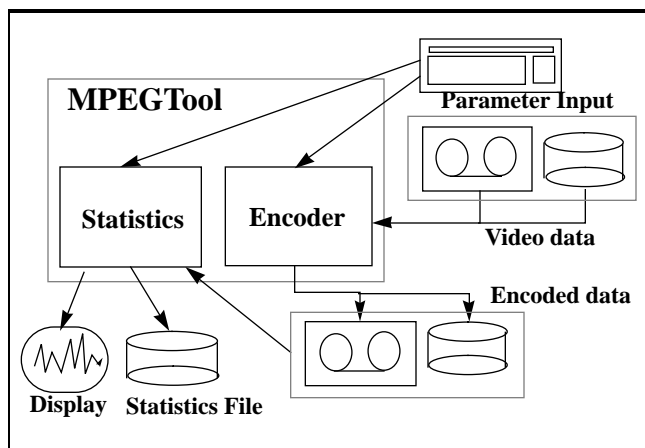 MPEGTool
Parameter Input
Statistics
Encoder
Video data
Encoded data
Display
Statistics File